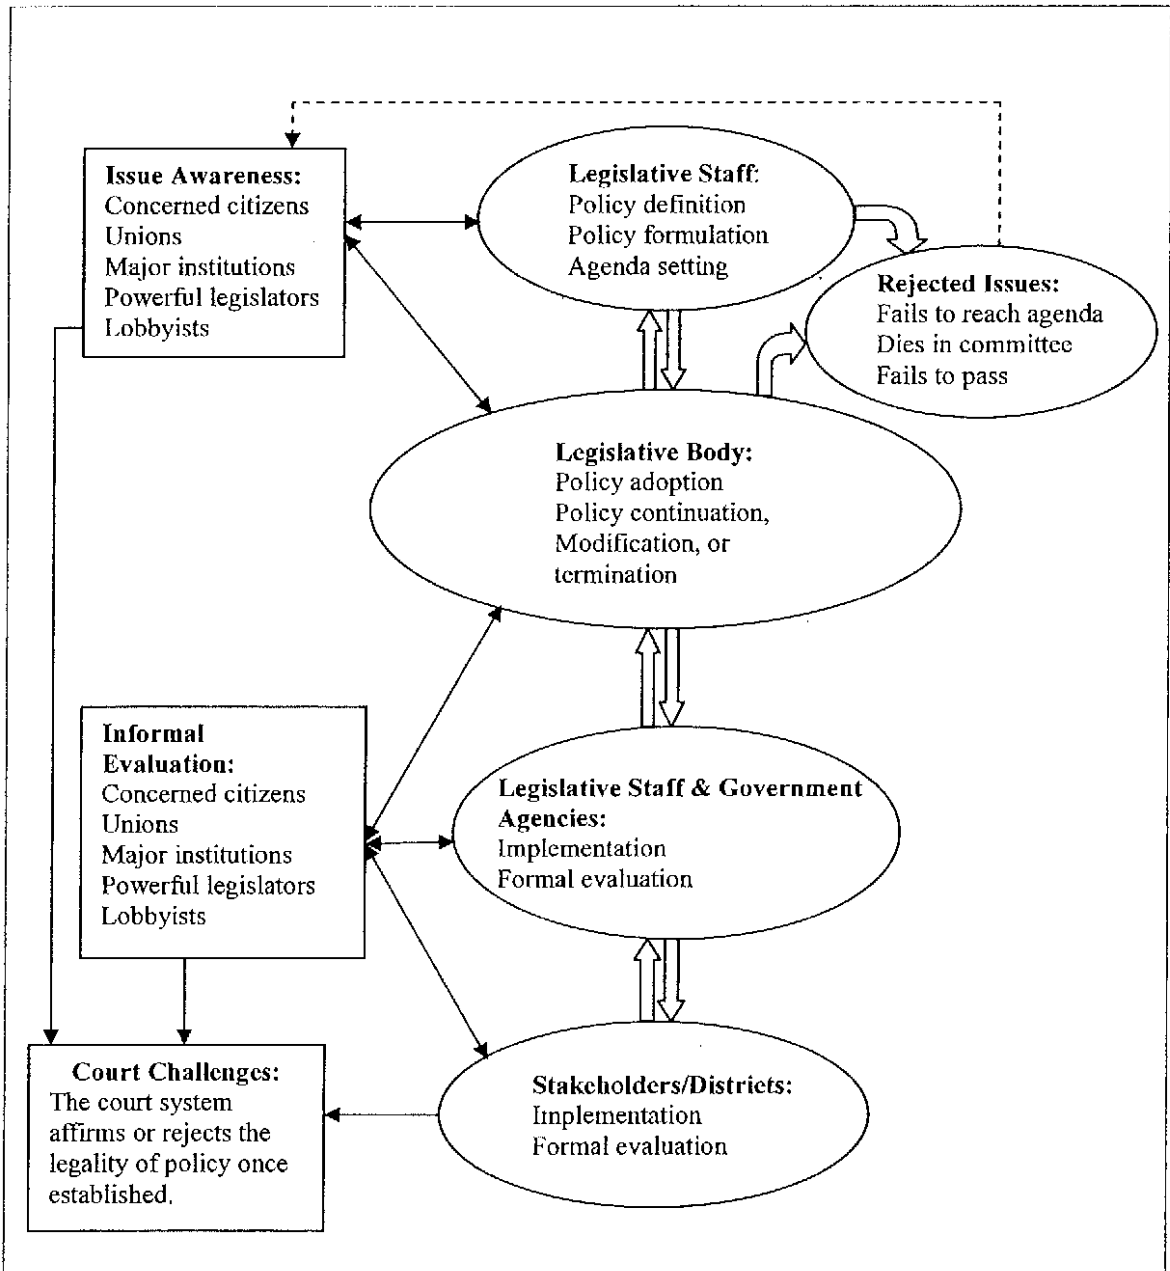 Issue Awareness:
Concerned citizens
Unions
Major institutions
Powerful legislators
Lobbyists
Legislative Staff:
Policy definition
Policy formulation
Agenda setting
Rejected Issues:
Fails to reach agenda
Dies in committee
Fails to pass
Legislative Body:
Policy adoption
Policy continuation,
Modification, or
termination
Informal
Evaluation:
Concerned citizens
Unions
Major institutions
Powerful legislators
Lobbyists
Legislative Staff & Government
Agencies:
Implementation
Formal evaluation
Court Challenges:
The court system
affirms or rejects the
legality of policy once
established.
Stakeholders/Districts:
Implementation
Formal evaluation